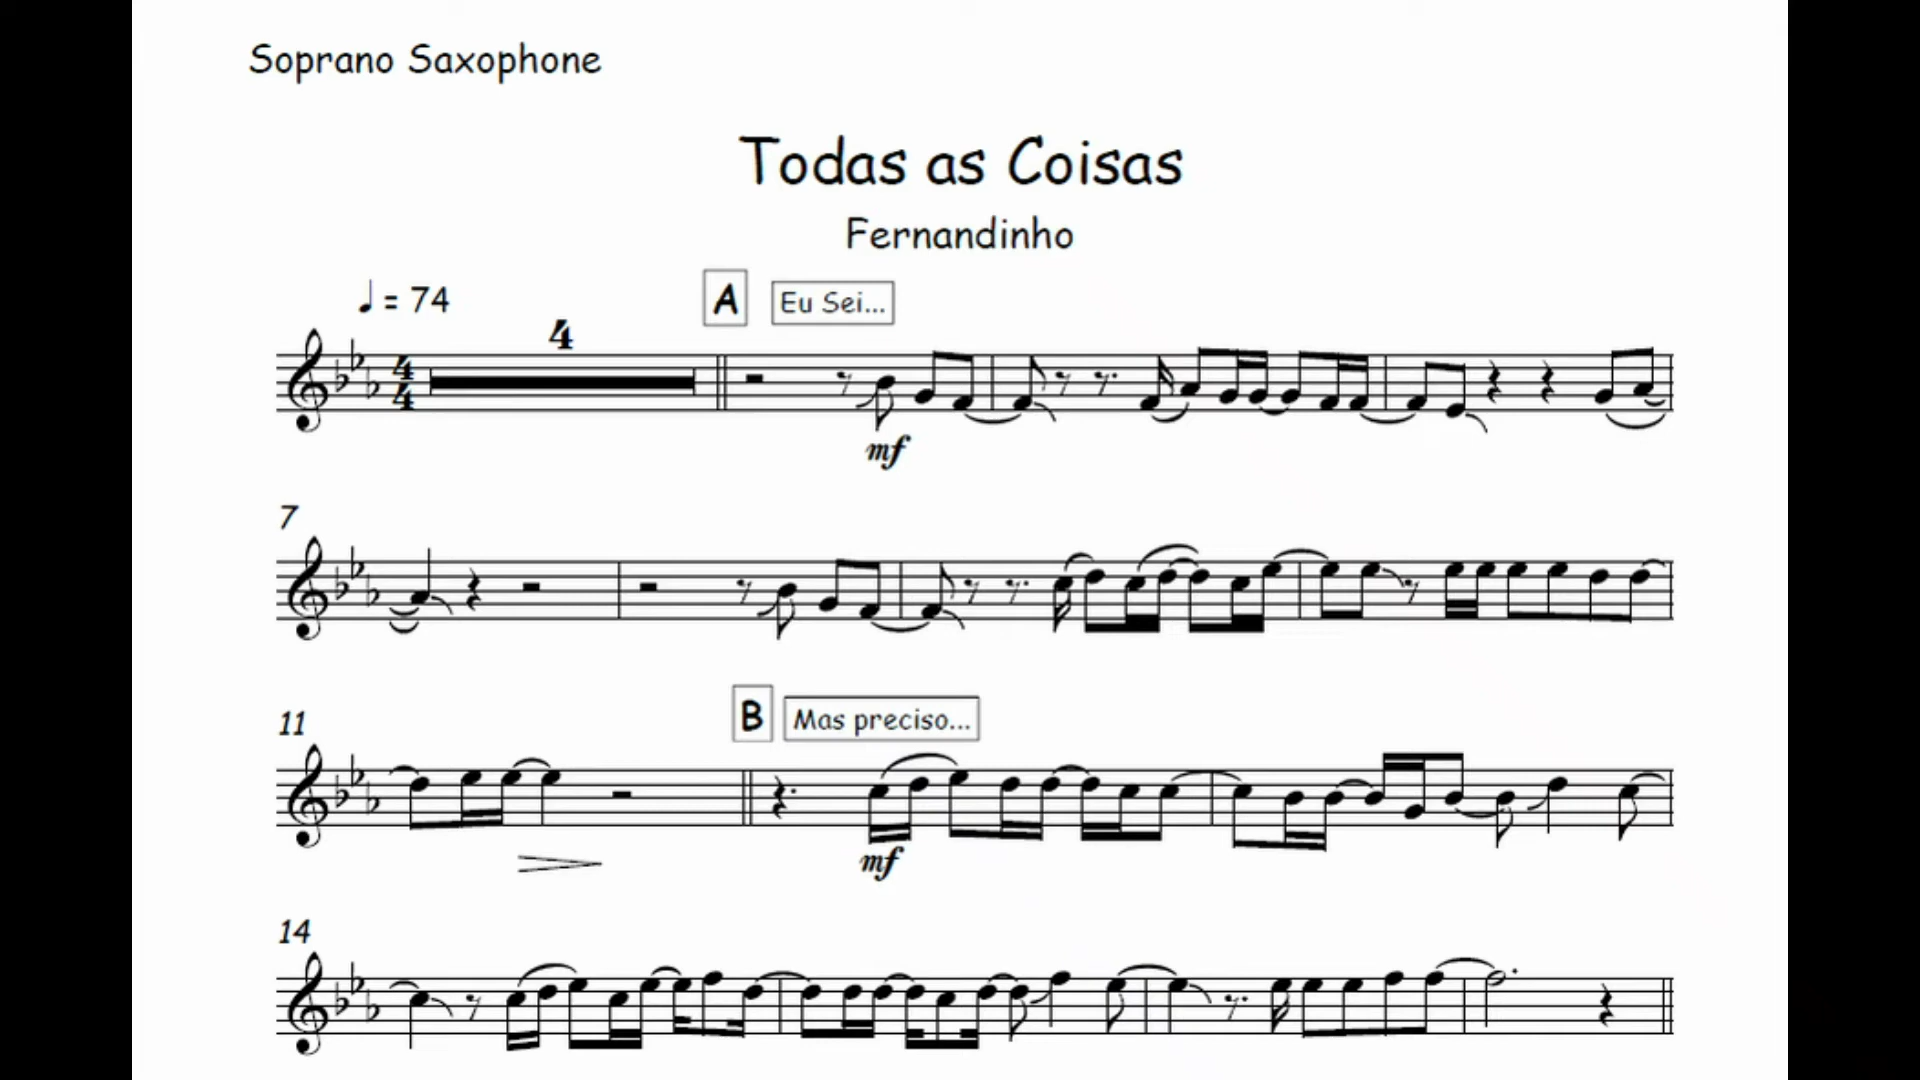 Soprano Saxophone
Todas as Coisas
Fernandinho
♩ = 74
4
A Eu Sei...
4
4
mf
7
11
B Mas preciso...
mf
14